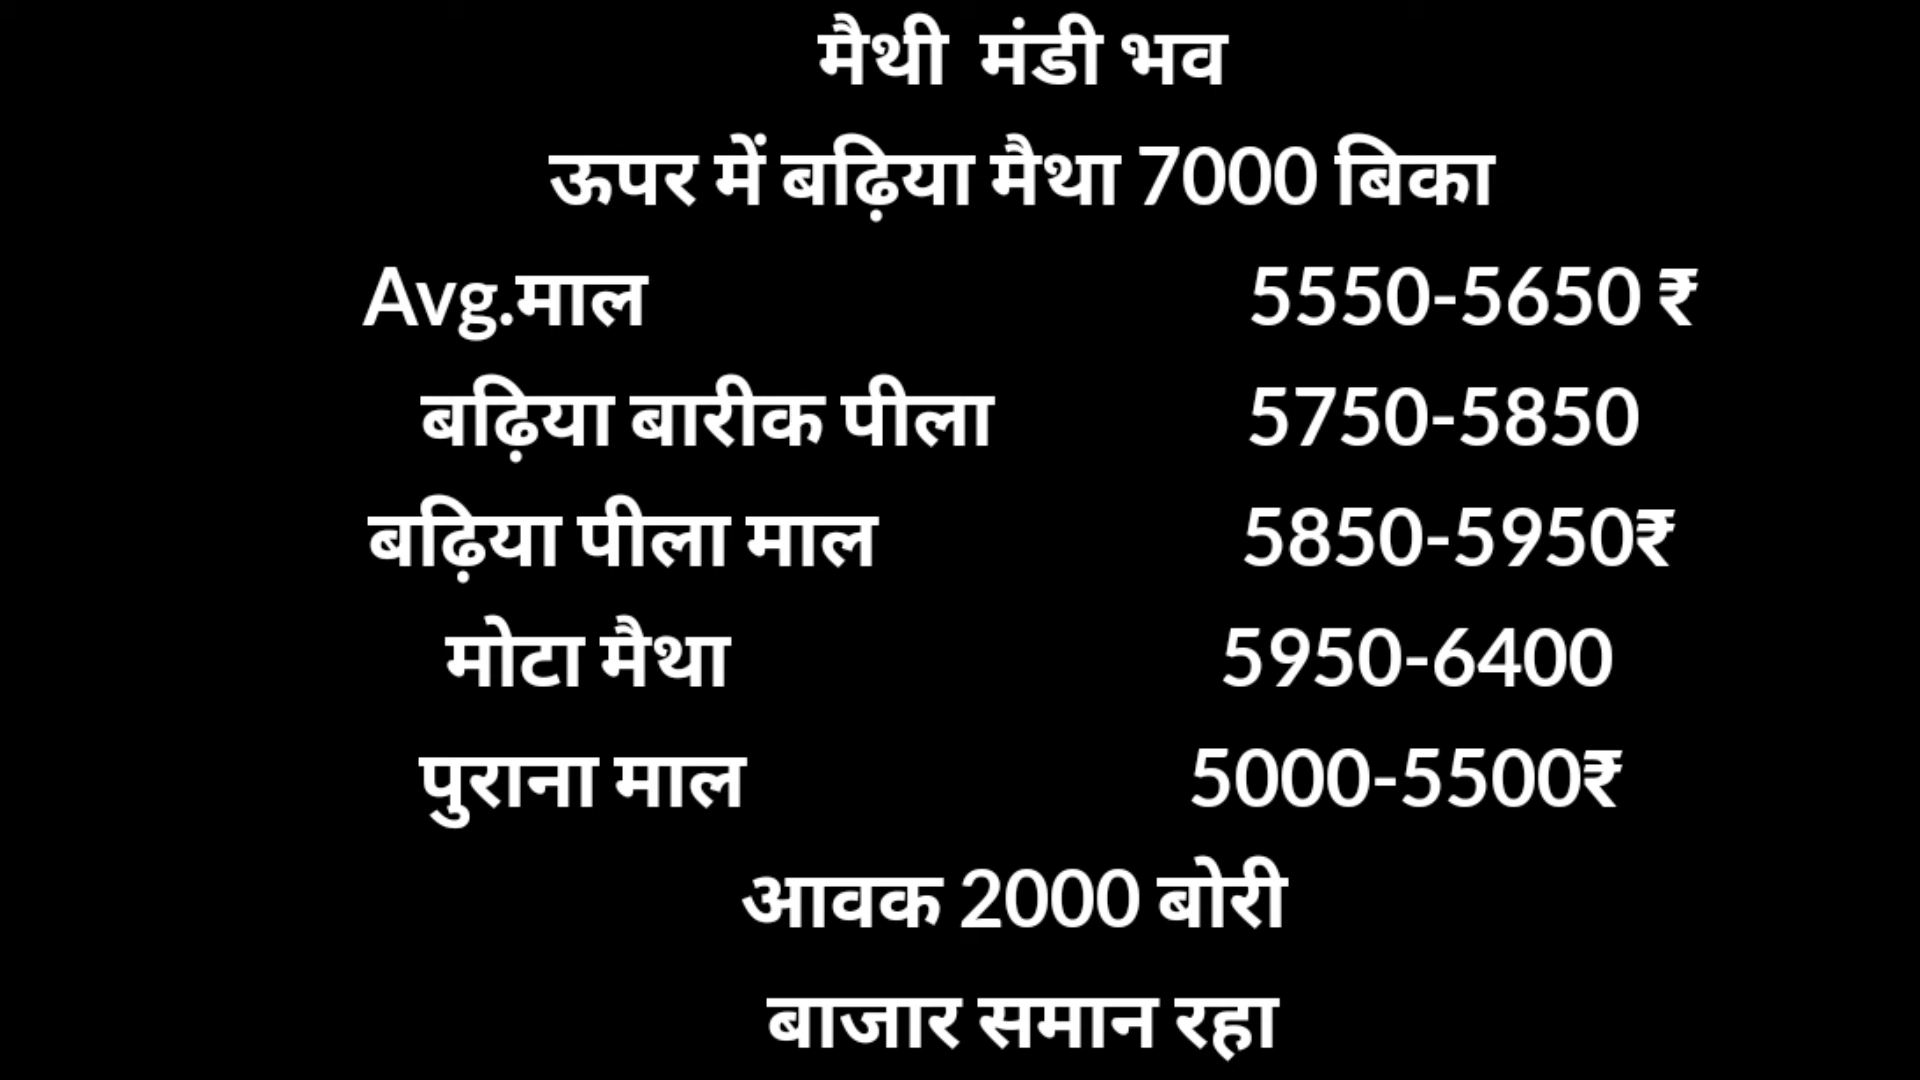 मैथी मंडी भव
ऊपर में बढ़िया मैथा 7000 बिका
Avg.माल 5550-5650 ₹
बढ़िया बारीक पीला 5750-5850
बढ़िया पीला माल 5850-5950₹
मोटा मैथा 5950-6400
पुराना माल 5000-5500₹
आवक 2000 बोरी
बाजार समान रहा